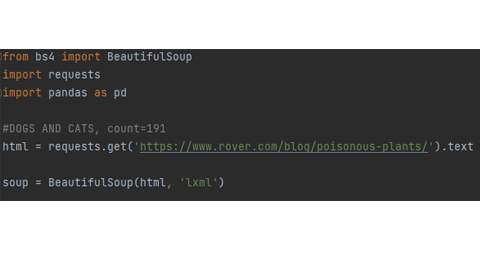 from bs4 import BeautifulSoup
import requests
import pandas as pd
#DOGS AND CATS, count=191
html = requests.get('https://www.rover.com/blog/poisonous-plants/').text
soup = BeautifulSoup(html, 'lxml')